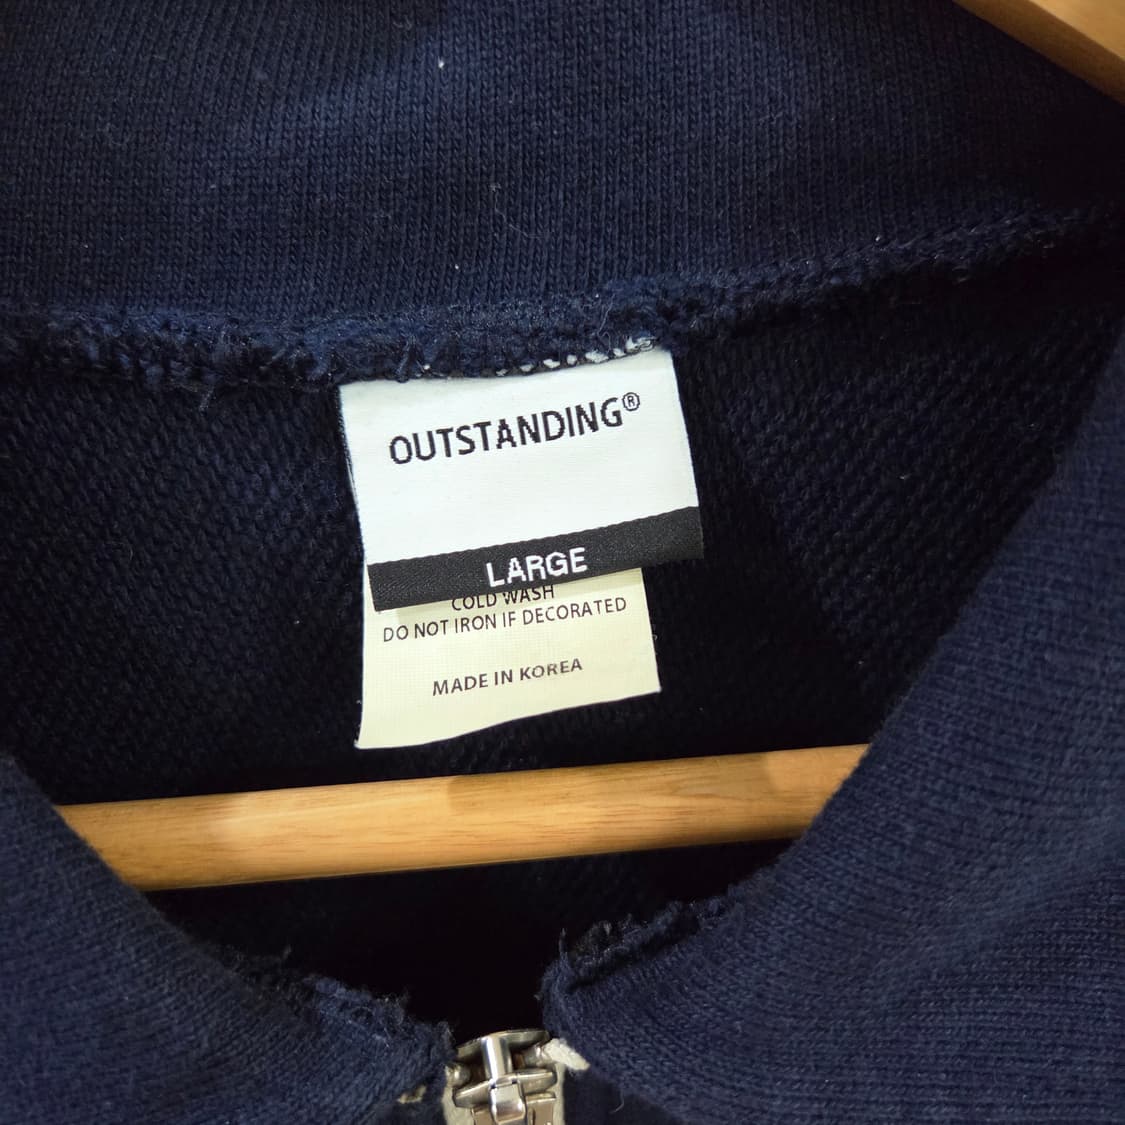 OUTSTANDING®
LARGE
COLD WASH
DO NOT IRON IF DECORATED
MADE IN KOREA